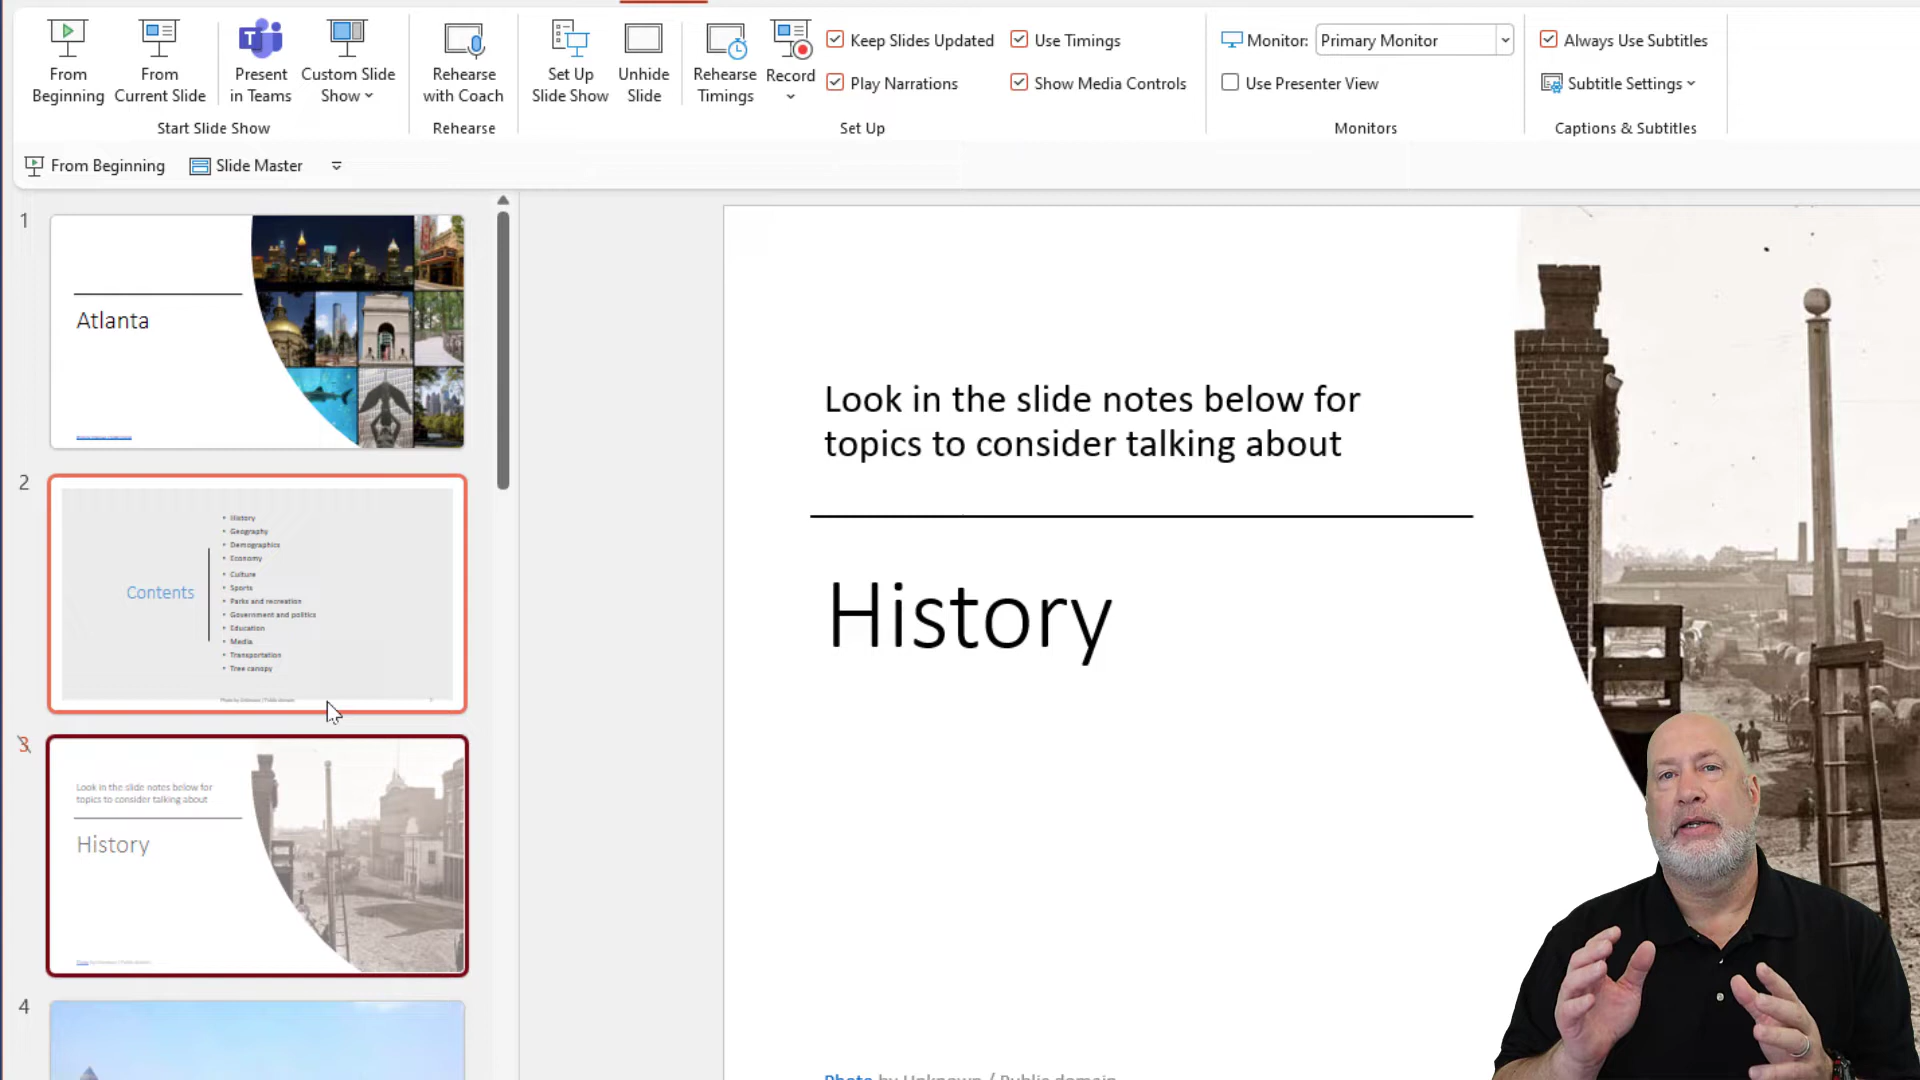 From
Beginning
From
Current Slide
Present
in Teams
Custom Slide
Show
Start Slide Show
Rehearse
with Coach
Rehearse
Set Up
Slide Show
Unhide
Slide
Rehearse
Timings
Record
Keep Slides Updated
Use Timings
Play Narrations
Show Media Controls
Set Up
Monitor: Primary Monitor
Use Presenter View
Monitors
Always Use Subtitles
Subtitle Settings
Captions & Subtitles
From Beginning
Slide Master
1
Atlanta
2
Contents
• History
• Geography
• Demographics
• Economy
• Culture
• Sports
• Parks and recreation
• Government and politics
• Education
• Media
• Transportation
• Tree canopy
3
Look in the slide notes below for
topics to consider talking about
History
4
Look in the slide notes below for
topics to consider talking about
History
Photo by Unknown / Public domain